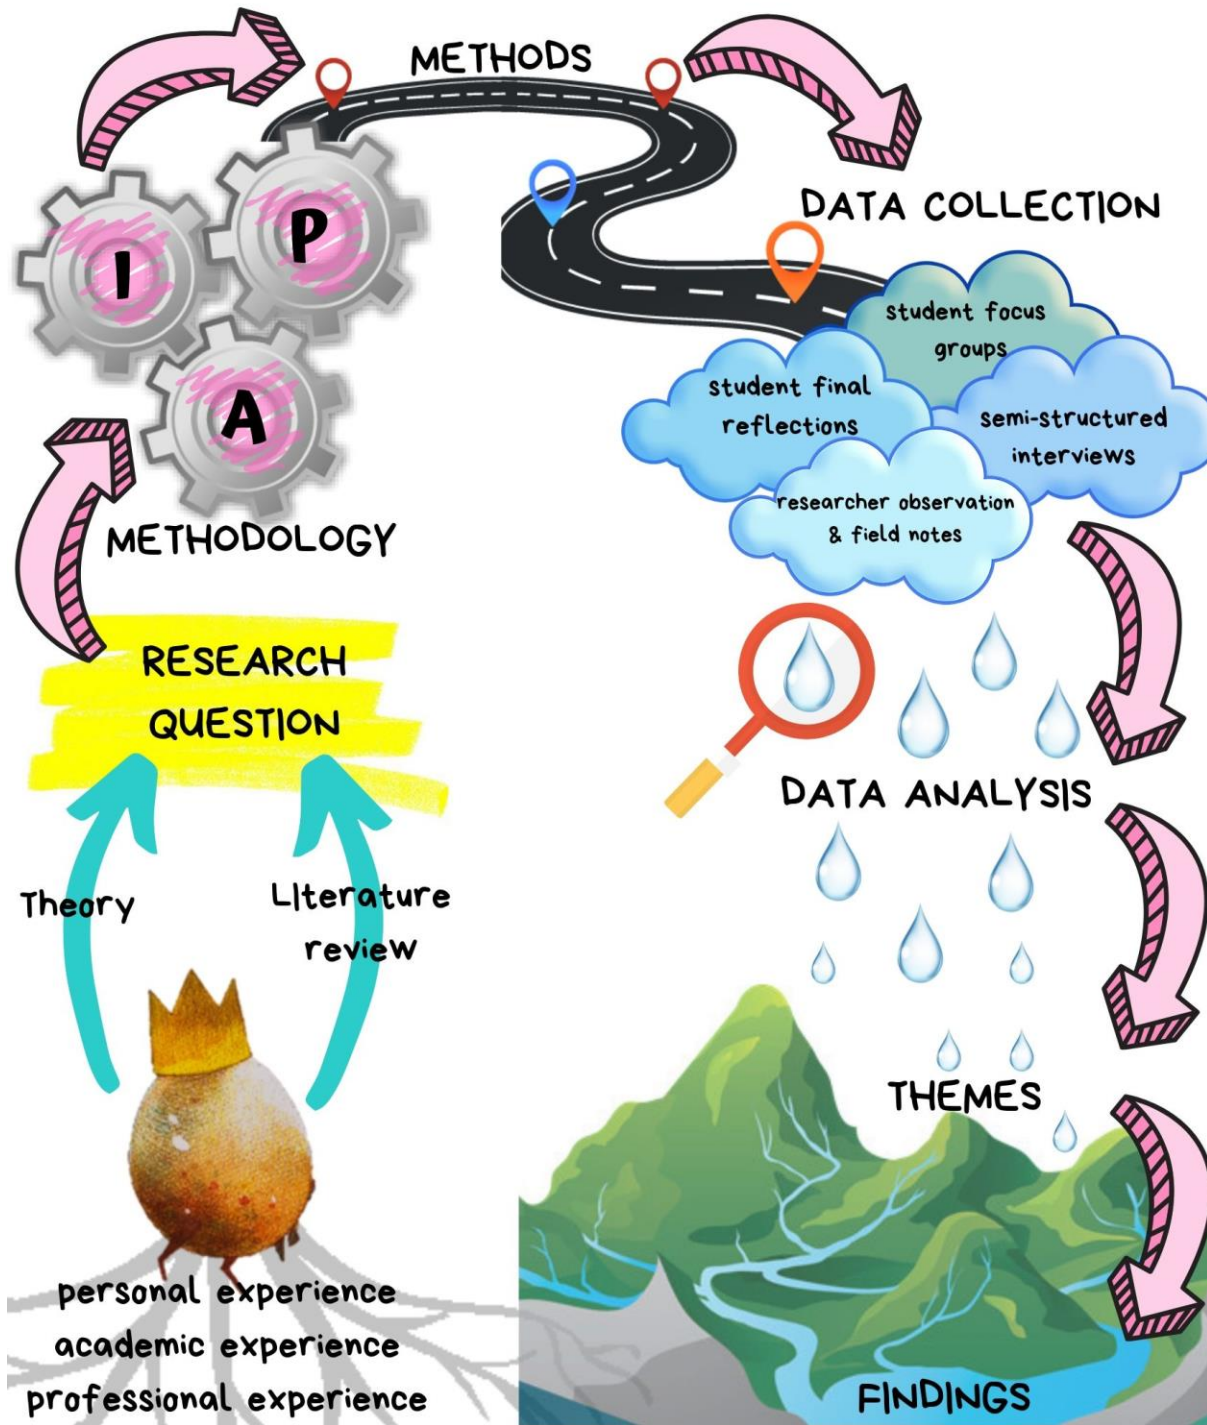 METHODS
I
P
A
METHODOLOGY
RESEARCH
QUESTION
Theory
LIterature
review
personal experience
academic experience
professional experience
DATA COLLECTION
student focus
groups
student final
reflections
semi-structured
interviews
researcher observation
& field notes
DATA ANALYSIS
THEMES
FINDINGS